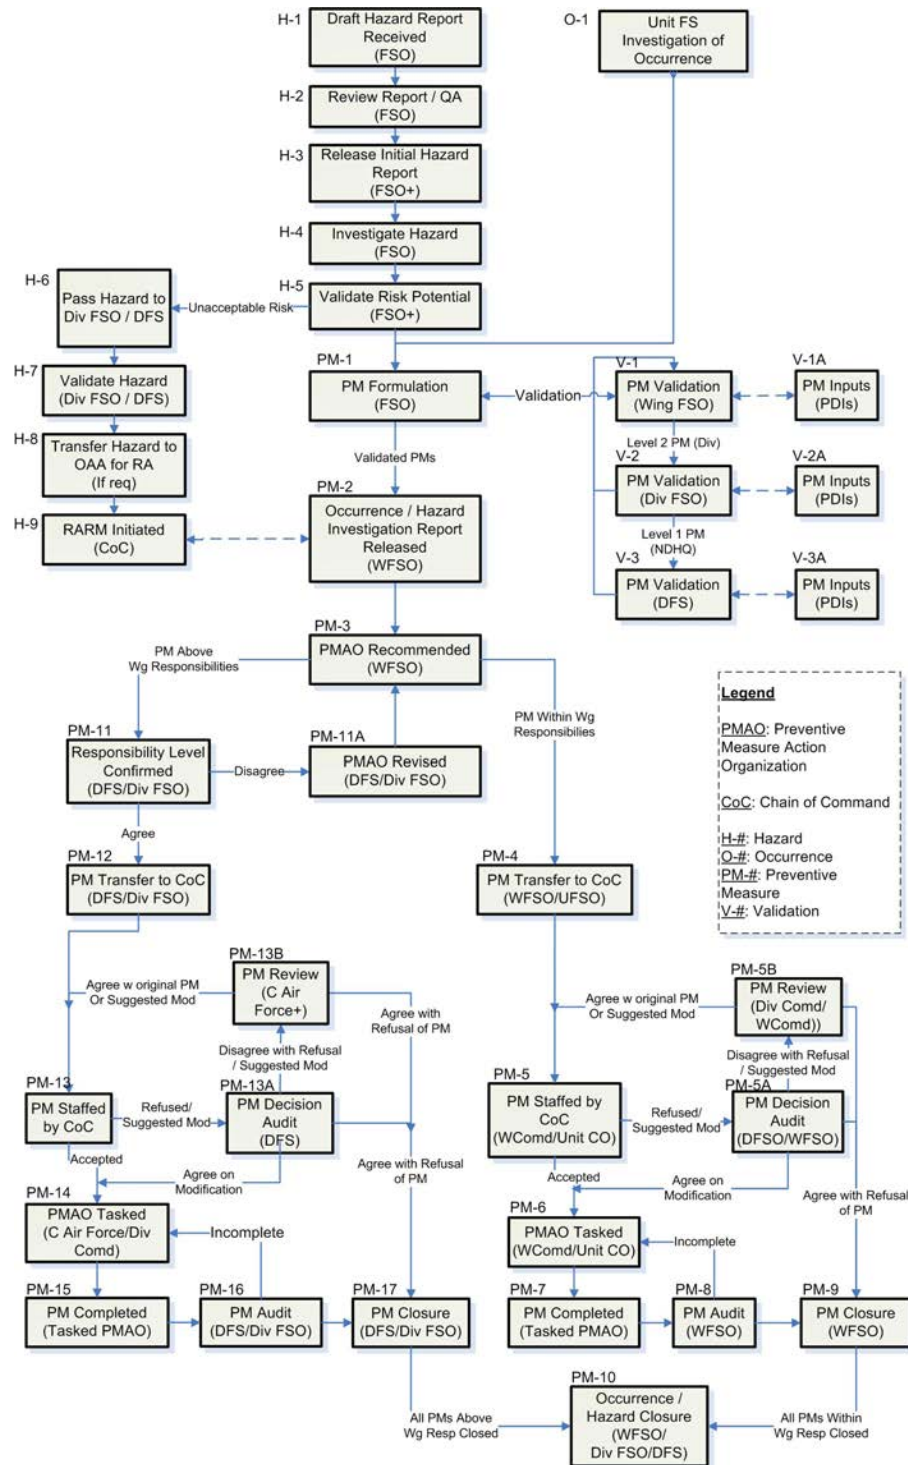 H-1
Draft Hazard Report
Received
(FSO)
O-1
Unit FS
Investigation of
Occurrence
H-2
Review Report / QA
(FSO)
H-3
Release Initial Hazard
Report
(FSO+)
H-4
Investigate Hazard
(FSO)
H-5
Validate Risk Potential
(FSO+)
Unacceptable Risk
H-6
Pass Hazard to
Div FSO / DFS
H-7
Validate Hazard
(Div FSO / DFS)
H-8
Transfer Hazard to
OAA for RA
(If req)
H-9
RARM Initiated
(CoC)
PM-1
PM Formulation
(FSO)
Validation
V-1
PM Validation
(Wing FSO)
V-1A
PM Inputs
(PDIs)
Level 2 PM (Div)
V-2
PM Validation
(Div FSO)
V-2A
PM Inputs
(PDIs)
Level 1 PM
(NDHQ)
V-3
PM Validation
(DFS)
V-3A
PM Inputs
(PDIs)
Validated PMs
PM-2
Occurrence / Hazard
Investigation Report
Released
(WFSO)
PM-3
PMAO Recommended
(WFSO)
PM Above
Wg Responsibilities
PM Within Wg
Responsibilies
PM-11
Responsibility Level
Confirmed
(DFS/Div FSO)
Disagree
PM-11A
PMAO Revised
(DFS/Div FSO)
Agree
PM-12
PM Transfer to CoC
(DFS/Div FSO)
PM-4
PM Transfer to CoC
(WFSO/UFSO)
Legend
PMAO: Preventive
Measure Action
Organization
CoC: Chain of Command
H-#: Hazard
O-#: Occurrence
PM-#: Preventive
Measure
V-#: Validation
PM-13B
PM Review
(C Air
Force+)
Agree w original PM
Or Suggested Mod
Agree with
Refusal of PM
Disagree with Refusal
/ Suggested Mod
PM-13
PM Staffed
by CoC
Refused/
Suggested Mod
PM-13A
PM Decision
Audit
(DFS)
Accepted
Agree on
Modification
Agree with Refusal
of PM
PM-14
PMAO Tasked
(C Air Force/Div
Comd)
Incomplete
PM-15
PM Completed
(Tasked PMAO)
PM-16
PM Audit
(DFS/Div FSO)
PM-17
PM Closure
(DFS/Div FSO)
PM-5B
PM Review
(Div Comd/
WComd))
Agree w original PM
Or Suggested Mod
Disagree with Refusal
/ Suggested Mod
PM-5
PM Staffed by
CoC
(WComd/Unit CO)
Refused/
Suggested Mod
PM-5A
PM Decision
Audit
(DFSO/WFSO)
Accepted
Agree on
Modification
Agree with Refusal
of PM
PM-6
PMAO Tasked
(WComd/Unit CO)
Incomplete
PM-7
PM Completed
(Tasked PMAO)
PM-8
PM Audit
(WFSO)
PM-9
PM Closure
(WFSO)
PM-10
Occurrence /
Hazard Closure
(WFSO/
Div FSO/DFS)
All PMs Above
Wg Resp Closed
All PMs Within
Wg Resp Closed